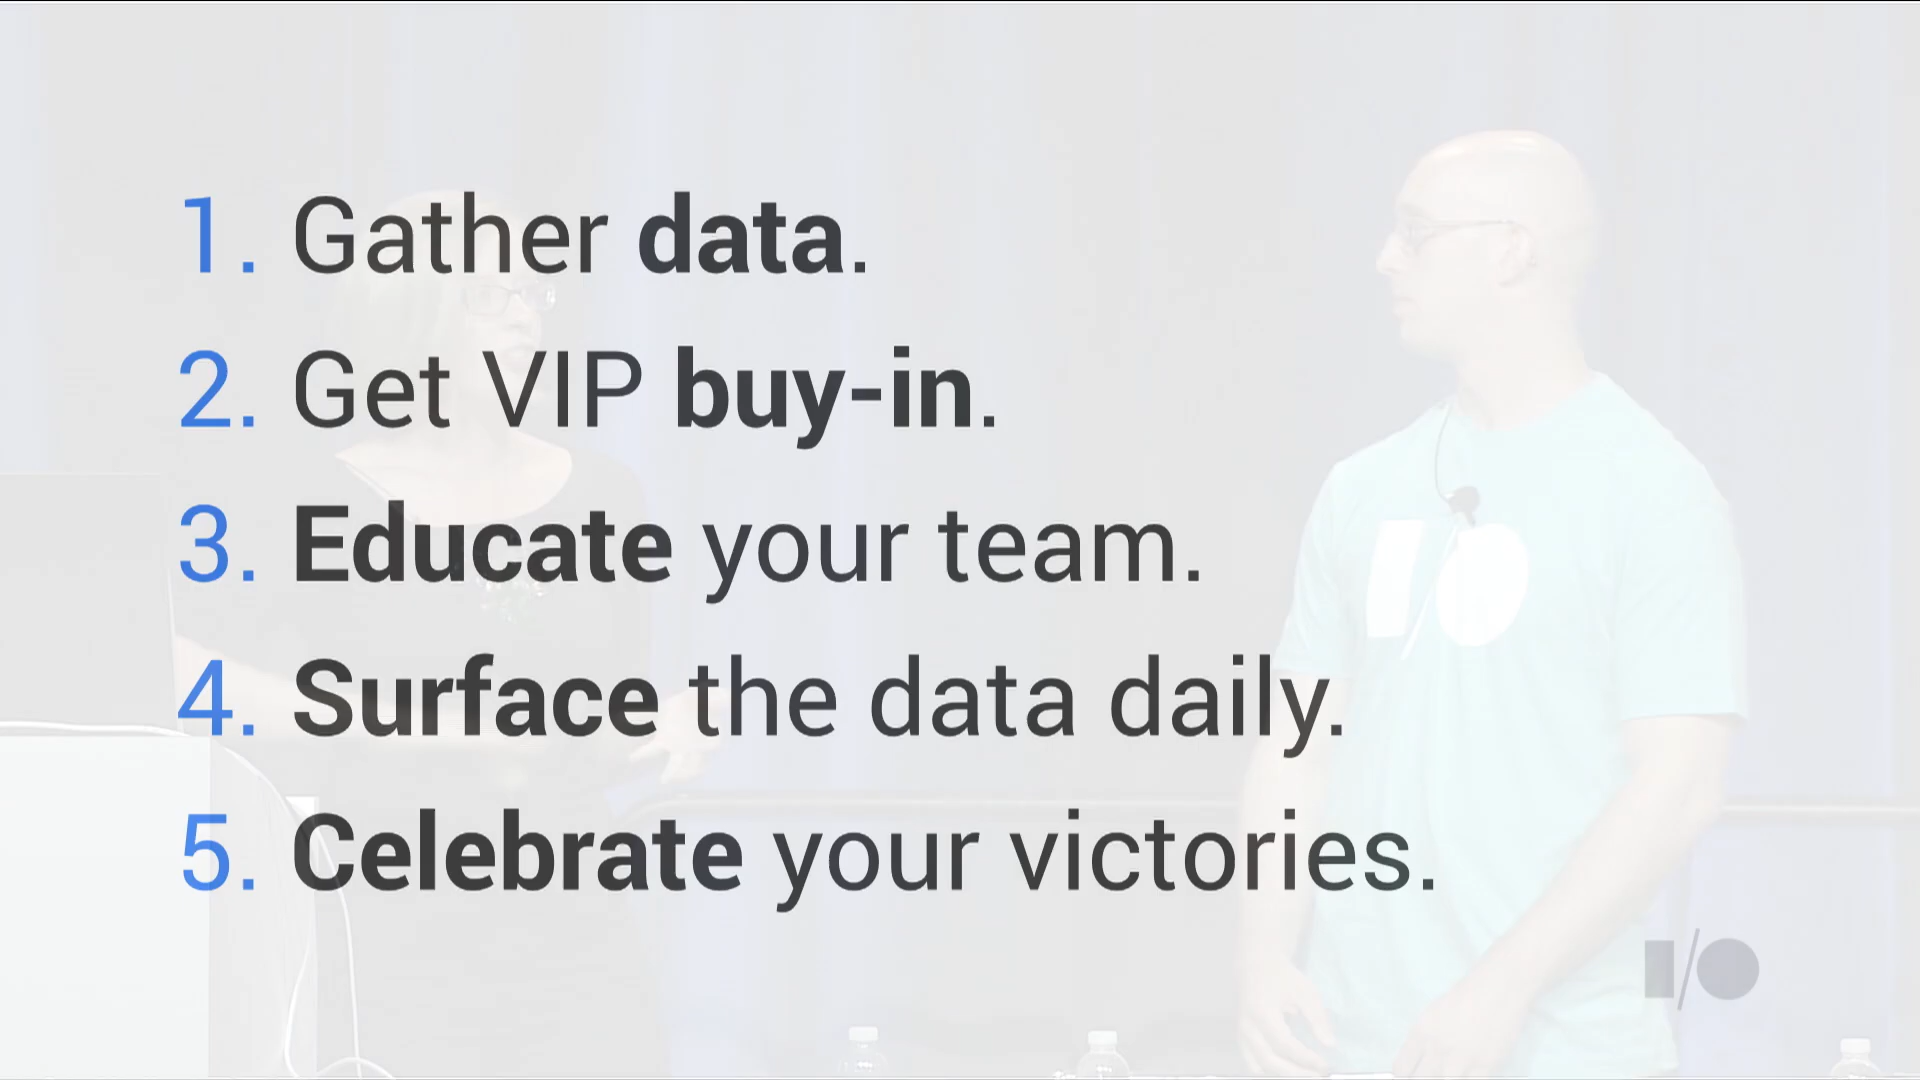 1. Gather data.
2. Get VIP buy-in.
3. Educate your team.
4. Surface the data daily.
5. Celebrate your victories.
I/O
I/O